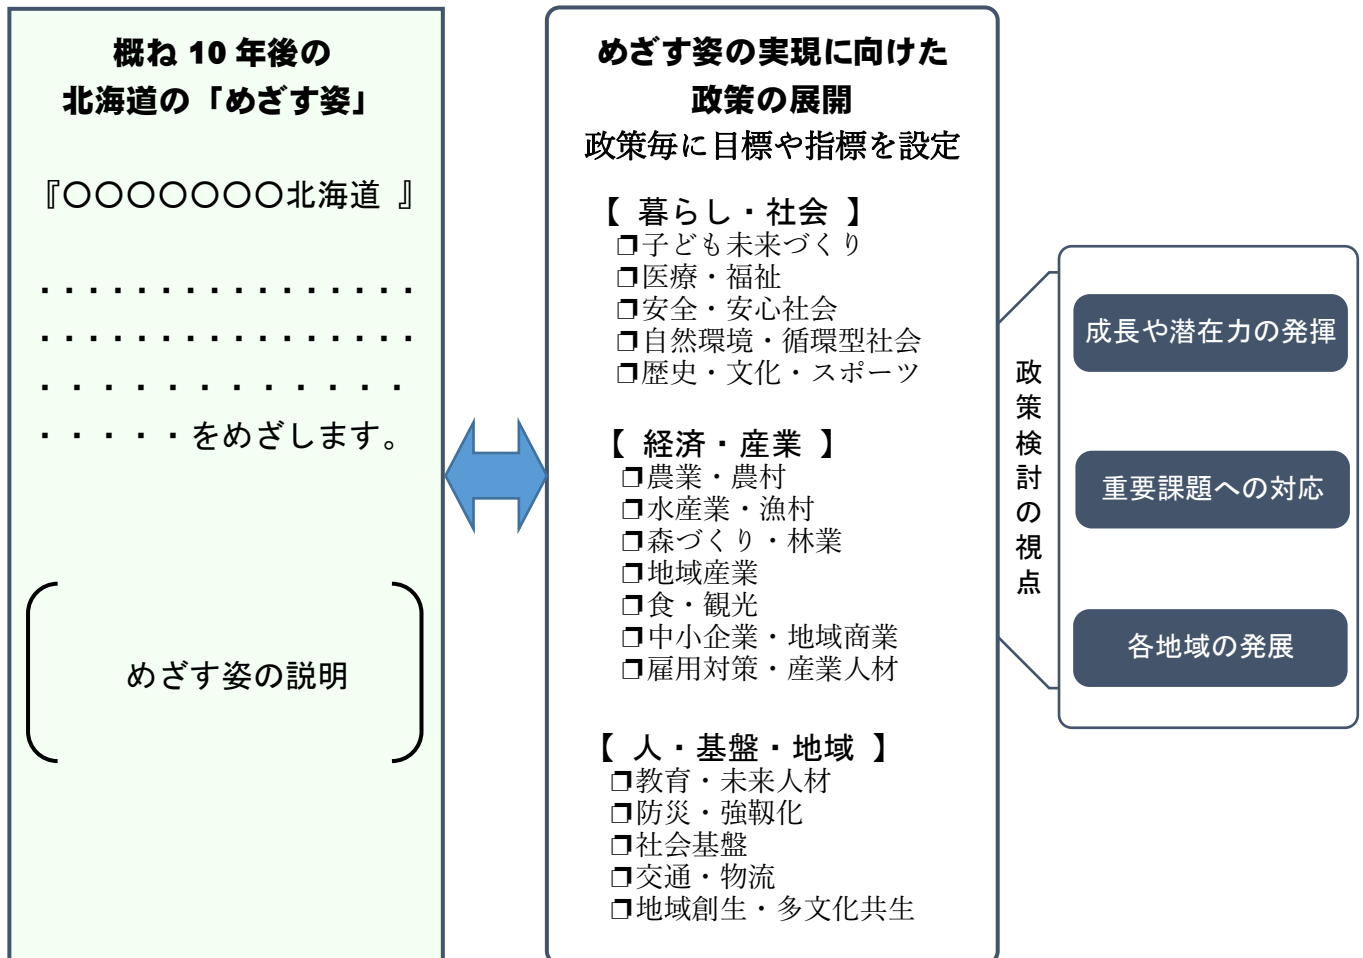 概ね 10 年後の
北海道の「めざす姿」
『〇〇〇〇〇〇〇北海道 』
・・・・・・・・・・・・・・・・
・・・・・・・・・・・・・・・・
・・・・・・・・・・・・・
・・・・・をめざします。
めざす姿の説明
めざす姿の実現に向けた
政策の展開
政策毎に目標や指標を設定
【 暮らし・社会 】
❒子ども未来づくり
❒医療・福祉
❒安全・安心社会
❒自然環境・循環型社会
❒歴史・文化・スポーツ
【 経済・産業 】
❒農業・農村
❒水産業・漁村
❒森づくり・林業
❒地域産業
❒食・観光
❒中小企業・地域商業
❒雇用対策・産業人材
【 人・基盤・地域 】
❒教育・未来人材
❒防災・強靱化
❒社会基盤
❒交通・物流
❒地域創生・多文化共生
政策検討の視点
成長や潜在力の発揮
重要課題への対応
各地域の発展